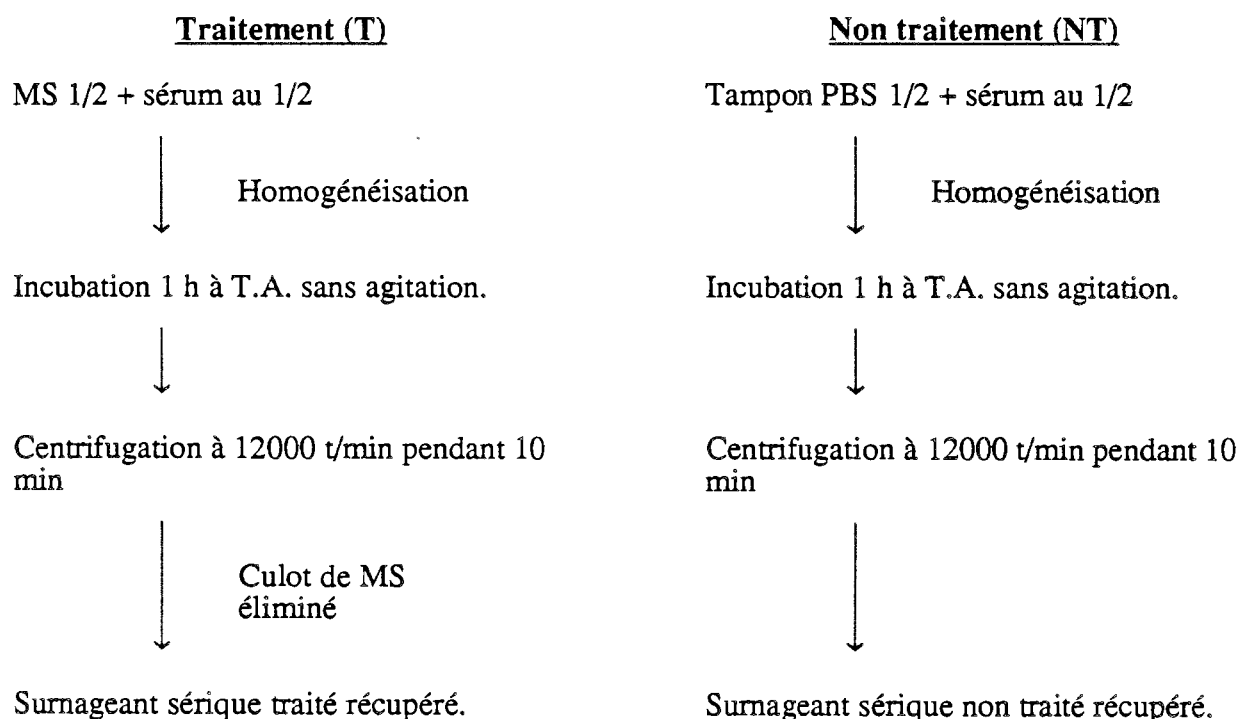 Traitement (T)
MS 1/2 + sérum au 1/2
Homogénéisation
Incubation 1 h à T.A. sans agitation.
Centrifugation à 12000 t/min pendant 10
min
Culot de MS
éliminé
Surnageant sérique traité récupéré.
Non traitement (NT)
Tampon PBS 1/2 + sérum au 1/2
Homogénéisation
Incubation 1 h à T.A. sans agitation.
Centrifugation à 12000 t/min pendant 10
min
Surnageant sérique non traité récupéré.